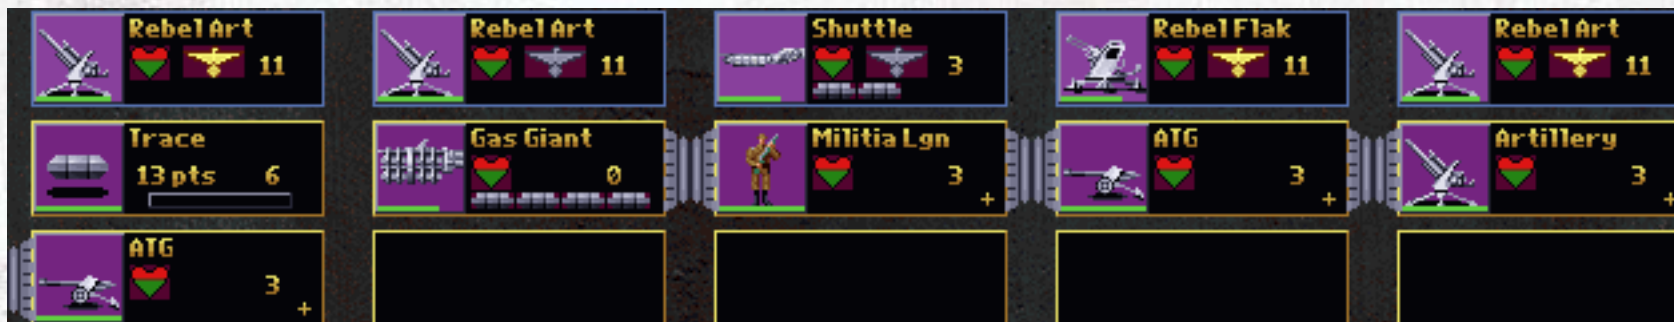 Rebel Art
11
Rebel Art
11
Shuttle
3
Rebel Flak
11
Rebel Art
11
Trace
13 pts 6
Gas Giant
0
Militia Lgn
3
+
ATG
3
+
Artillery
3
+
ATG
3
+